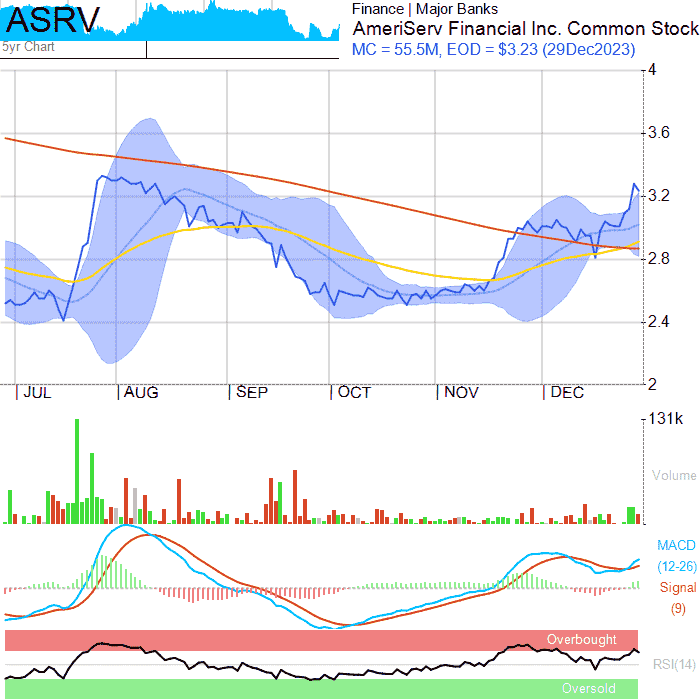 ASRV
5yr Chart
Finance | Major Banks
AmeriServ Financial Inc. Common Stock
MC = 55.5M, EOD = $3.23 (29Dec2023)
4
3.6
3.2
2.8
2.4
2
JUL AUG SEP OCT NOV DEC
131k
Volume
MACD
(12-26)
Signal
(9)
Overbought
RSI(14)
Oversold